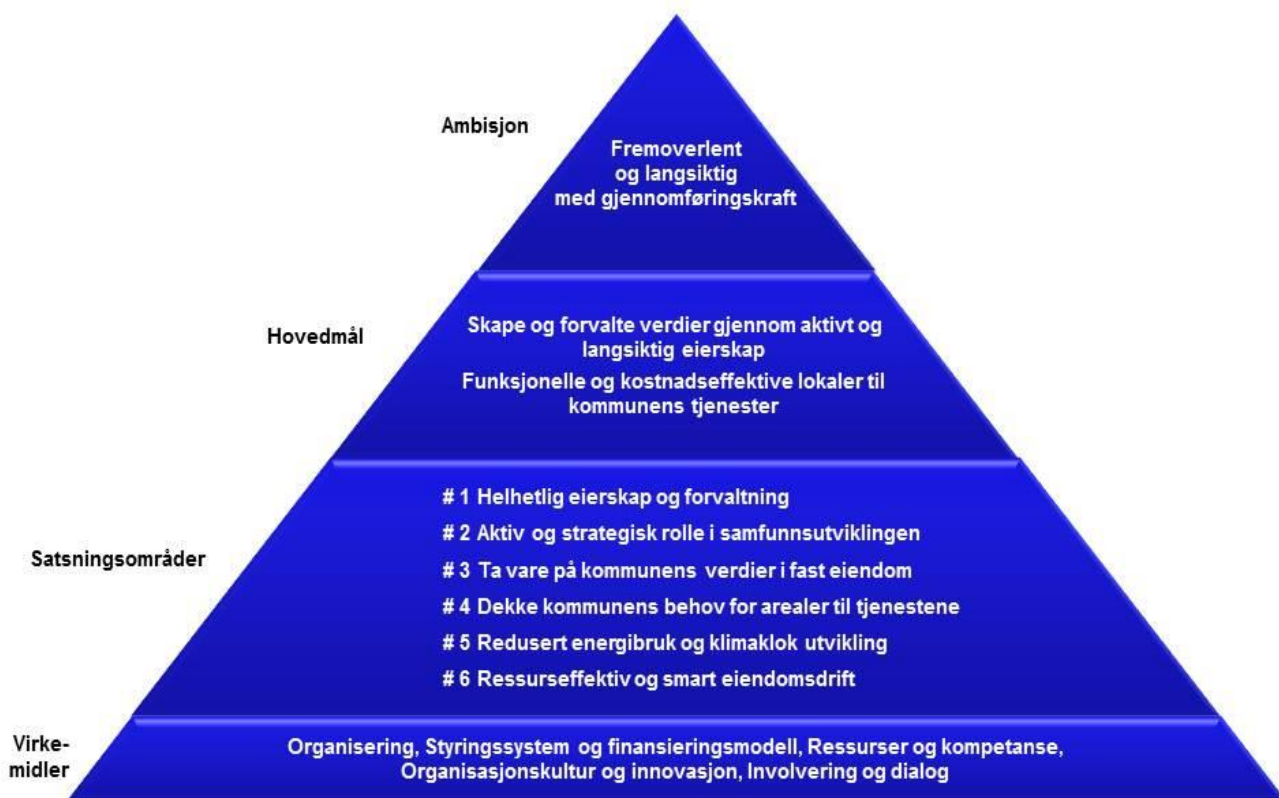 Ambisjon
Fremoverlent
og langsiktig
med gjennomføringskraft
Hovedmål
Skape og forvalte verdier gjennom aktivt og
langsiktig eierskap
Funksjonelle og kostnadseffektive lokaler til
kommunens tjenester
Satsningsområder
# 1 Helhetlig eierskap og forvaltning
# 2 Aktiv og strategisk rolle i samfunnsutviklingen
# 3 Ta vare på kommunens verdier i fast eiendom
# 4 Dekke kommunens behov for arealer til tjenestene
# 5 Redusert energibruk og klimaklok utvikling
# 6 Ressurseffektiv og smart eiendomsdrift
Virke-
midler
Organisering, Styringssystem og finansieringsmodell, Ressurser og kompetanse,
Organisasjonskultur og innovasjon, Involvering og dialog